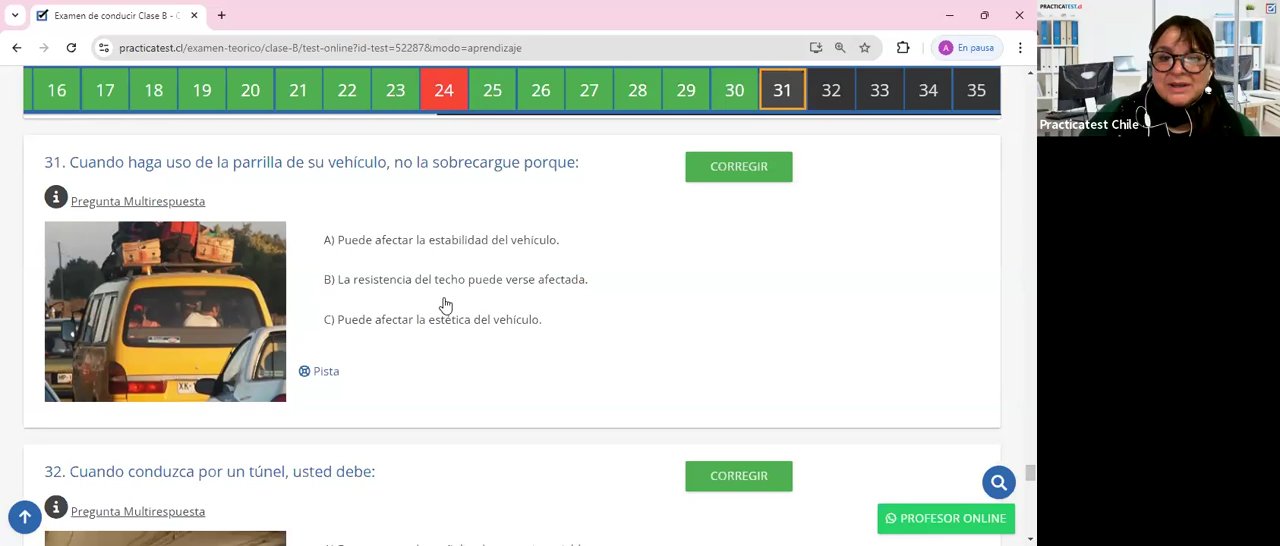 Examen de conducir Clase B - C
practicatest.cl/examen-teorico/clase-B/test-online?id-test=52287&modo=aprendizaje
A En pausa
16 17 18 19 20 21 22 23 24 25 26 27 28 29 30 31 32 33 34 35
31. Cuando haga uso de la parrilla de su vehículo, no la sobrecargue porque:
CORREGIR
Pregunta Multirespuesta
A) Puede afectar la estabilidad del vehículo.
B) La resistencia del techo puede verse afectada.
C) Puede afectar la estética del vehículo.
Pista
32. Cuando conduzca por un túnel, usted debe:
CORREGIR
Pregunta Multirespuesta
PROFESOR ONLINE
PRACTICATEST.cl
Practicatest Chile